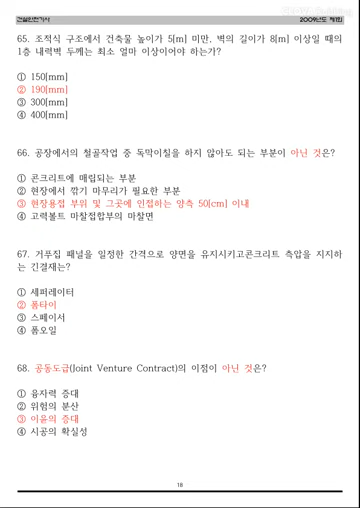 건설안전기사 2009년도 제1회
65. 조적식 구조에서 건축물 높이가 5[m] 미만, 벽의 길이가 8[m] 이상일 때의
1층 내력벽 두께는 최소 얼마 이상이어야 하는가?
① 150[mm]
② 190[mm]
③ 300[mm]
④ 400[mm]
66. 공장에서의 철골작업 중 녹막이칠을 하지 않아도 되는 부분이 아닌 것은?
① 콘크리트에 매립되는 부분
② 현장에서 깎기 마무리가 필요한 부분
③ 현장용접 부위 및 그곳에 인접하는 양측 50[cm] 이내
④ 고력볼트 마찰접합부의 마찰면
67. 거푸집 패널을 일정한 간격으로 양면을 유지시키고콘크리트 측압을 지지하
는 긴결재는?
① 세퍼레이터
② 폼타이
③ 스페이서
④ 폼오일
68. 공동도급(Joint Venture Contract)의 이점이 아닌 것은?
① 융자력 증대
② 위험의 분산
③ 이윤의 증대
④ 시공의 확실성
18